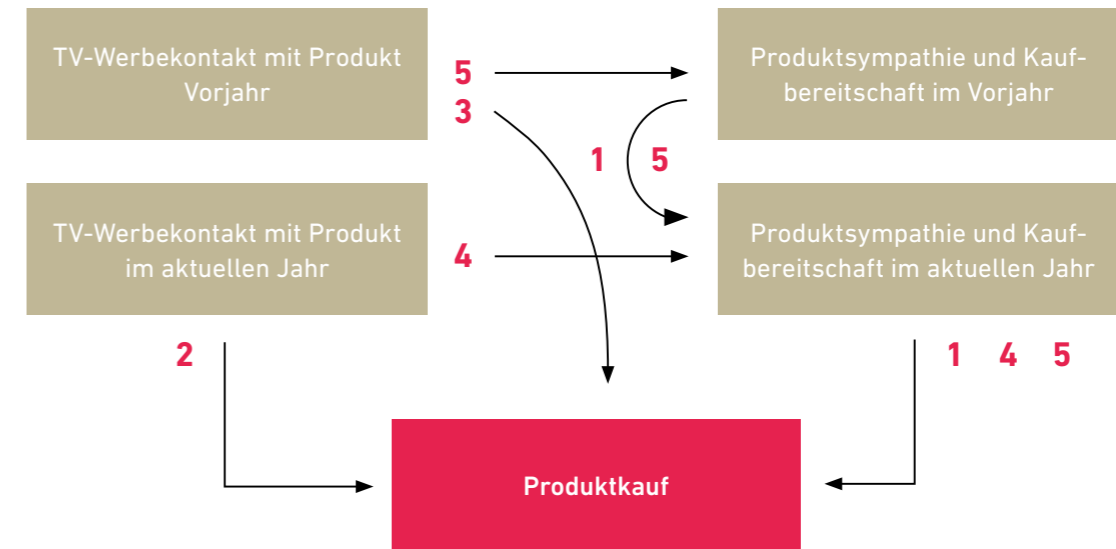 TV-Werbekontakt mit Produkt
Vorjahr
5
3
Produktsympathie und Kauf-
bereitschaft im Vorjahr
1 5
TV-Werbekontakt mit Produkt
im aktuellen Jahr
4
Produktsympathie und Kauf-
bereitschaft im aktuellen Jahr
2
1 4 5
Produktkauf